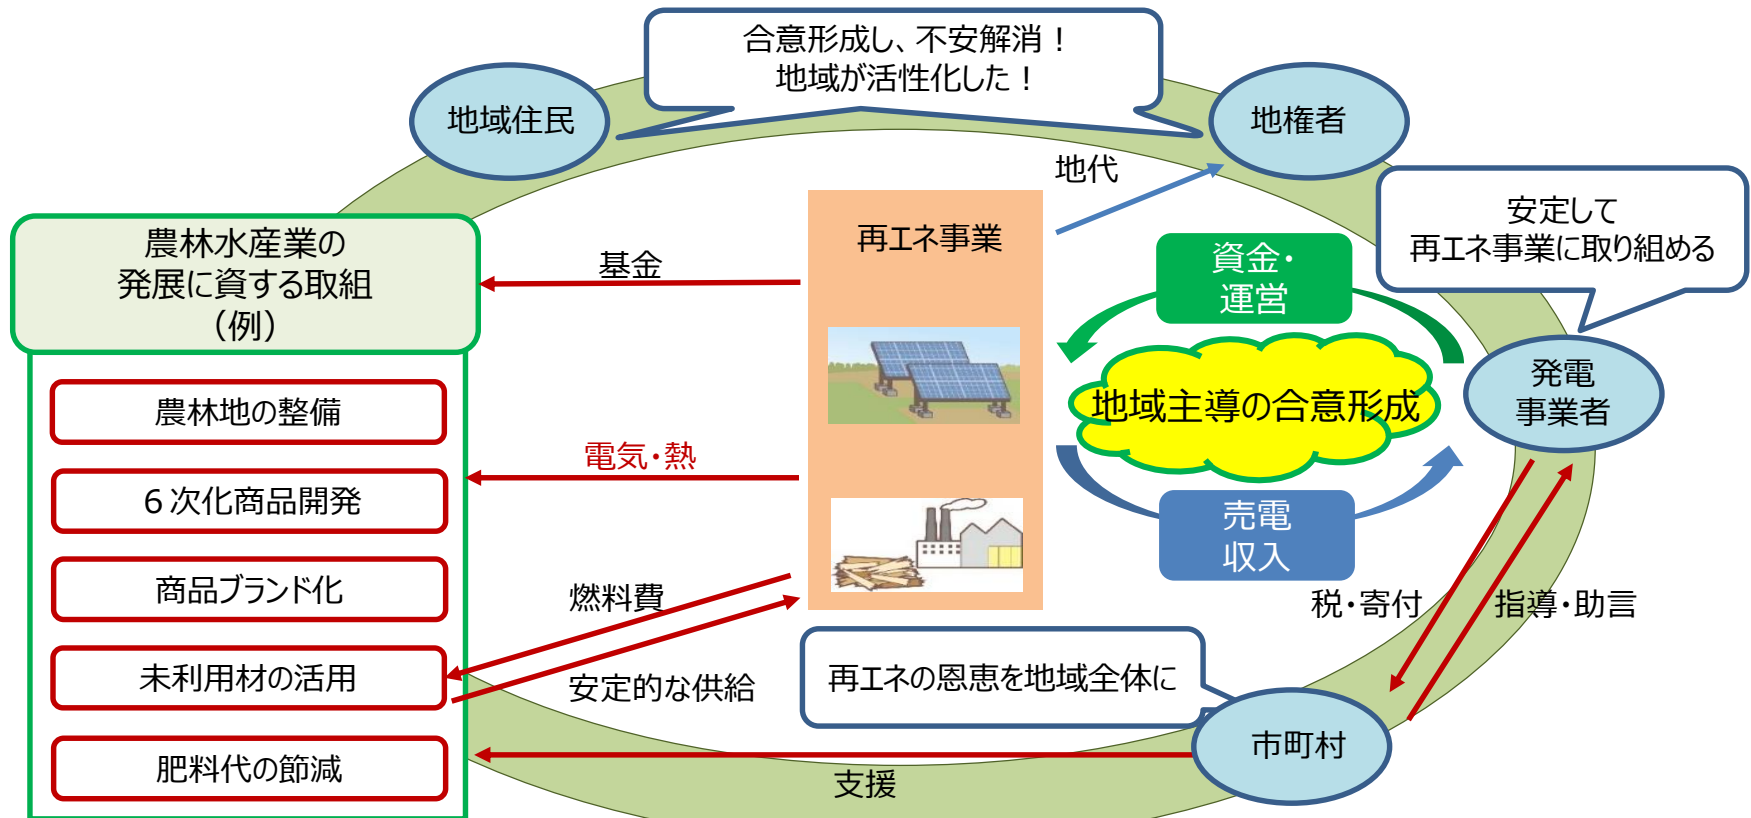 合意形成し、不安解消！
地域が活性化した！
地域住民
地権者
地代
安定して
再エネ事業に取り組める
農林水産業の
発展に資する取組
（例）
基金
再エネ事業
資金・
運営
地域主導の合意形成
発電
事業者
農林地の整備
電気・熱
６次化商品開発
売電
収入
商品ブランド化
燃料費
税・寄付
指導・助言
未利用材の活用
安定的な供給
再エネの恩恵を地域全体に
市町村
肥料代の節減
支援